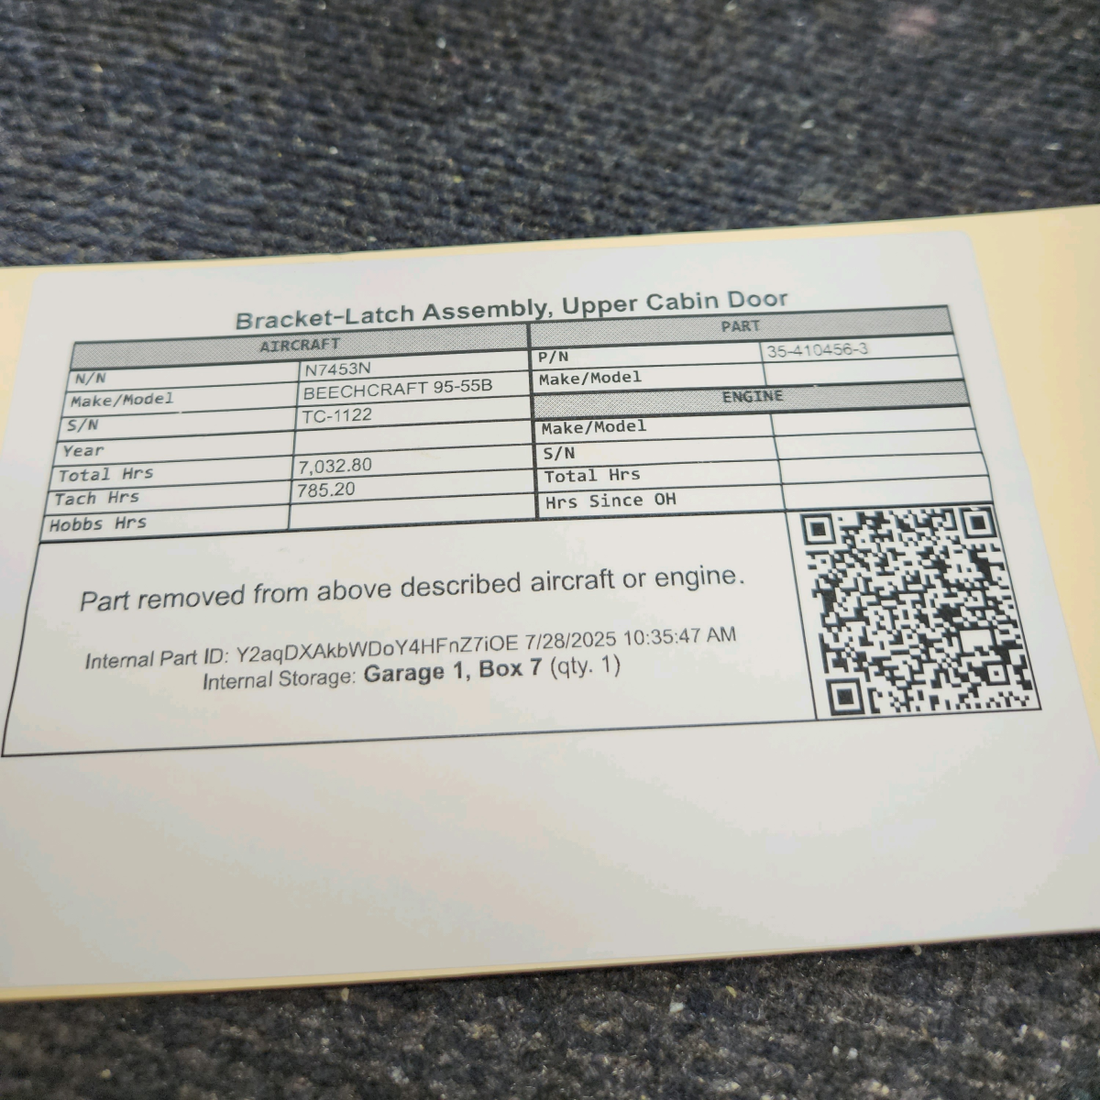 Bracket-Latch Assembly, Upper Cabin Door
AIRCRAFT
N/N N7453N
Make/Model BEECHCRAFT 95-55B
S/N TC-1122
Year
Total Hrs 7,032.80
Tach Hrs 785.20
Hobbs Hrs
PART
P/N 35-410456-3
Make/Model
ENGINE
Make/Model
S/N
Total Hrs
Hrs Since OH
Part removed from above described aircraft or engine.
Internal Part ID: Y2aqDXAkbWDoY4HFnZ7iOE 7/28/2025 10:35:47 AM
Internal Storage: Garage 1, Box 7 (qty. 1)